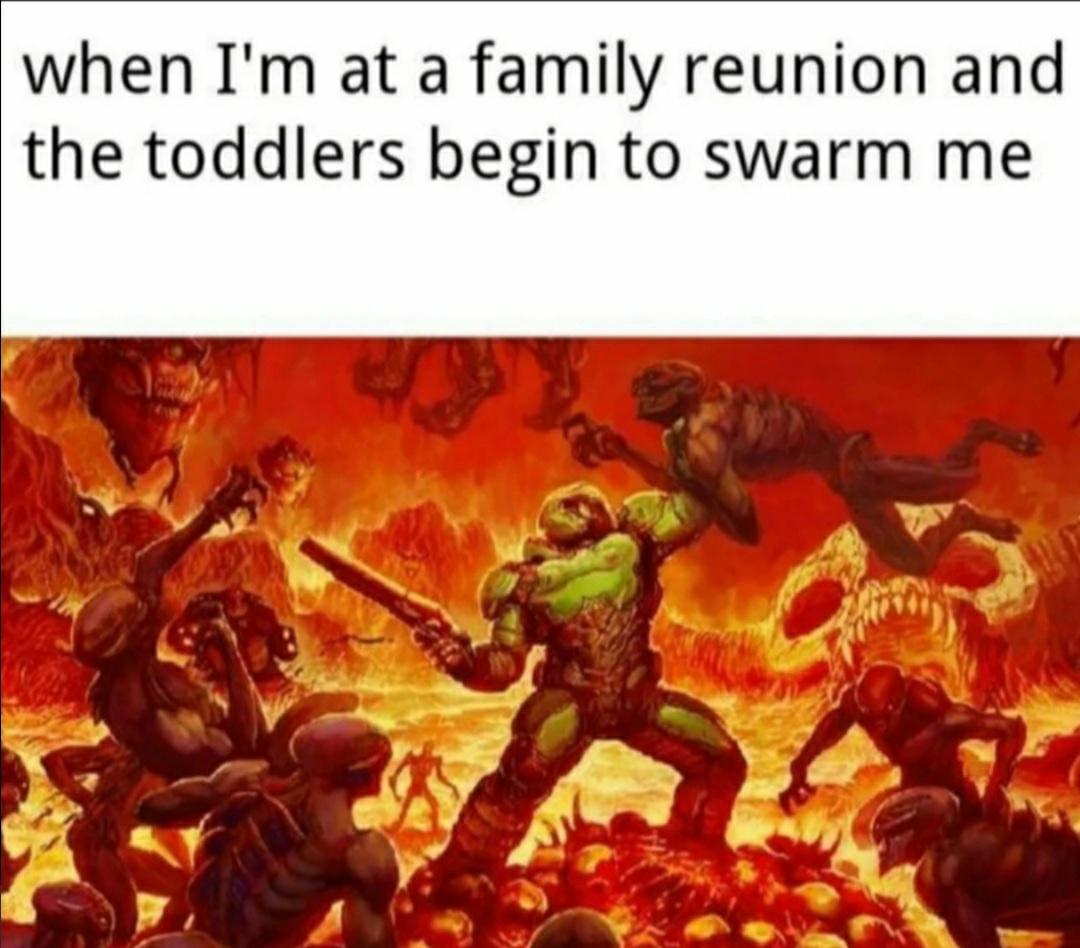 when I'm at a family reunion and
the toddlers begin to swarm me